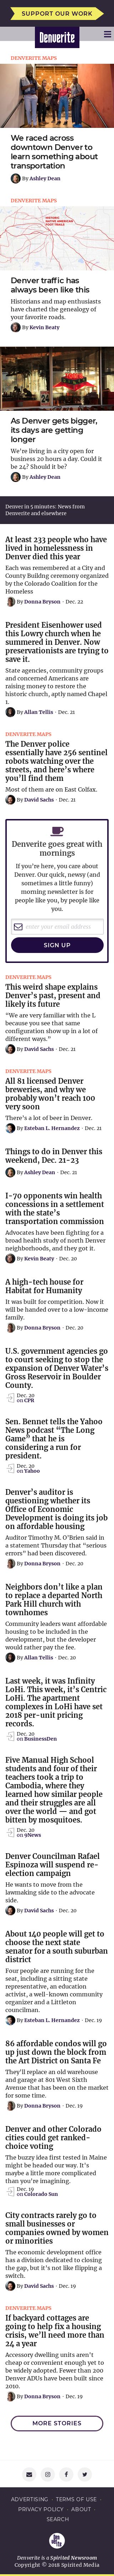 SUPPORT OUR WORK
Denverite
DENVERITE MAPS
We raced across
downtown Denver to
learn something about
transportation
By Ashley Dean
DENVERITE MAPS
HISTORIC
NATIVE AMERICAN
FOOT TRAILS
Denver traffic has
always been like this
Historians and map enthusiasts
have charted the genealogy of
your favorite roads.
By Kevin Beaty
As Denver gets bigger,
its days are getting
longer
We're living in a city open for
business 20 hours a day. Could it
be 24? Should it be?
By Ashley Dean
Denver in 5 minutes: News from
Denverite and elsewhere
At least 233 people who have
lived in homelessness in
Denver died this year
Each was remembered at a City and
County Building ceremony organized
by the Colorado Coalition for the
Homeless
By Donna Bryson · Dec. 22
President Eisenhower used
this Lowry church when he
summered in Denver. Now
preservationists are trying to
save it.
State agencies, community groups
and concerned Americans are
raising money to restore the
historic church, aptly named Chapel
1.
By Allan Tellis · Dec. 21
DENVERITE MAPS
The Denver police
essentially have 256 sentinel
robots watching over the
streets, and here's where
you'll find them
Most of them are on East Colfax.
By David Sachs · Dec. 21
Denverite goes great with
mornings
If you're here, you care about
Denver. Our quick, newsy (and
sometimes a little funny)
morning newsletter is for
people like you, by people like
you.
enter your email address
SIGN UP
DENVERITE MAPS
This weird shape explains
Denver's past, present and
likely future
"We are very familiar with the L
because you see that same
configuration show up in a lot of
different ways."
By David Sachs · Dec. 21
DENVERITE MAPS
All 81 licensed Denver
breweries, and why we
probably won't reach 100
very soon
There's a lot of beer in Denver.
By Esteban L. Hernandez · Dec. 21
Things to do in Denver this
weekend, Dec. 21-23
By Ashley Dean · Dec. 21
I-70 opponents win health
concessions in a settlement
with the state's
transportation commission
Advocates have been fighting for a
broad health study of north Denver
neighborhoods, and they got it.
By Kevin Beaty · Dec. 20
A high-tech house for
Habitat for Humanity
It was built for competition. Now it
will be handed over to a low-income
family.
By Donna Bryson · Dec. 20
U.S. government agencies go
to court seeking to stop the
expansion of Denver Water's
Gross Reservoir in Boulder
County.
Dec. 20
on CPR
Sen. Bennet tells the Yahoo
News podcast "The Long
Game" that he is
considering a run for
president.
Dec. 20
on Yahoo
Denver's auditor is
questioning whether its
Office of Economic
Development is doing its job
on affordable housing
Auditor Timothy M. O'Brien said in
a statement Thursday that "serious
errors" had been discovered.
By Donna Bryson · Dec. 20
Neighbors don't like a plan
to replace a departed North
Park Hill church with
townhomes
Community leaders want affordable
housing to be included in the
development, but the developer
would rather pay the fee.
By Allan Tellis · Dec. 20
Last week, it was Infinity
LoHi. This week, it's Centric
LoHi. The apartment
complexes in LoHi have set
2018 per-unit pricing
records.
Dec. 20
on BusinessDen
Five Manual High School
students and four of their
teachers took a trip to
Cambodia, where they
learned how similar people
and their struggles are all
over the world — and got
bitten by mosquitoes.
Dec. 20
on 9News
Denver Councilman Rafael
Espinoza will suspend re-
election campaign
He wants to move from the
lawmaking side to the advocate
side.
By David Sachs · Dec. 20
About 140 people will get to
choose the next state
senator for a south suburban
district
Four people are running for the
seat, including a sitting state
representative, an education
activist, a well-known community
organizer and a Littleton
councilman.
By Esteban L. Hernandez · Dec. 19
86 affordable condos will go
up just down the block from
the Art District on Santa Fe
They'll replace an old warehouse
and garage at 801 West Sixth
Avenue that has been on the market
for some time.
By Donna Bryson · Dec. 19
Denver and other Colorado
cities could get ranked-
choice voting
The buzzy idea first tested in Maine
might be headed our way. It's
maybe a little more complicated
than you're imagining.
Dec. 19
on Colorado Sun
City contracts rarely go to
small businesses or
companies owned by women
or minorities
The economic development office
has a division dedicated to closing
the gap, but it's not like flipping a
switch.
By David Sachs · Dec. 19
DENVERITE MAPS
If backyard cottages are
going to help fix a housing
crisis, we'll need more than
24 a year
Accessory dwelling units aren't
cheap or convenient enough yet to
be widely adopted. Fewer than 200
Denver ADUs have been built since
2010.
By Donna Bryson · Dec. 19
MORE STORIES
ADVERTISING · TERMS OF USE ·
PRIVACY POLICY · ABOUT ·
SEARCH
Denverite is a Spirited Newsroom
Copyright © 2018 Spirited Media